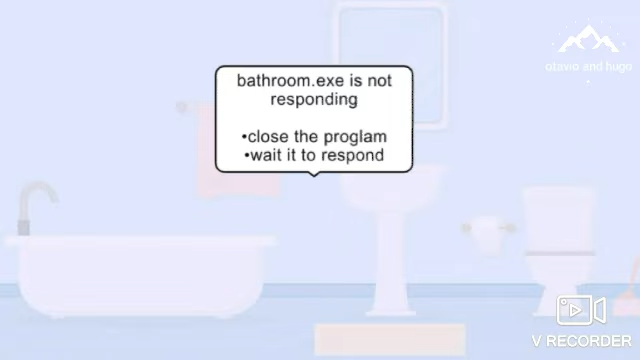 bathroom.exe is not
responding
•close the proglam
•wait it to respond
otavio and hugo
V RECORDER